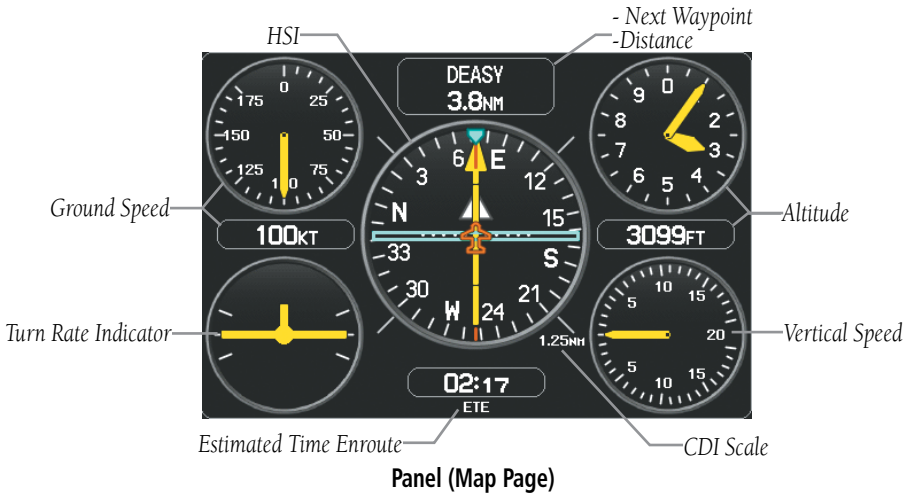 HSI
- Next Waypoint
-Distance
DEASY
3.8NM
0
25
50
75
100
125
150
175
Ground Speed
100KT
6
E
12
15
S
21
24
W
30
33
N
3
0
2
3
4
5
6
7
8
9
Altitude
3099FT
Turn Rate Indicator
5
10
15
20
15
10
5
Vertical Speed
1.25NM
02:17
ETE
Estimated Time Enroute
CDI Scale
Panel (Map Page)